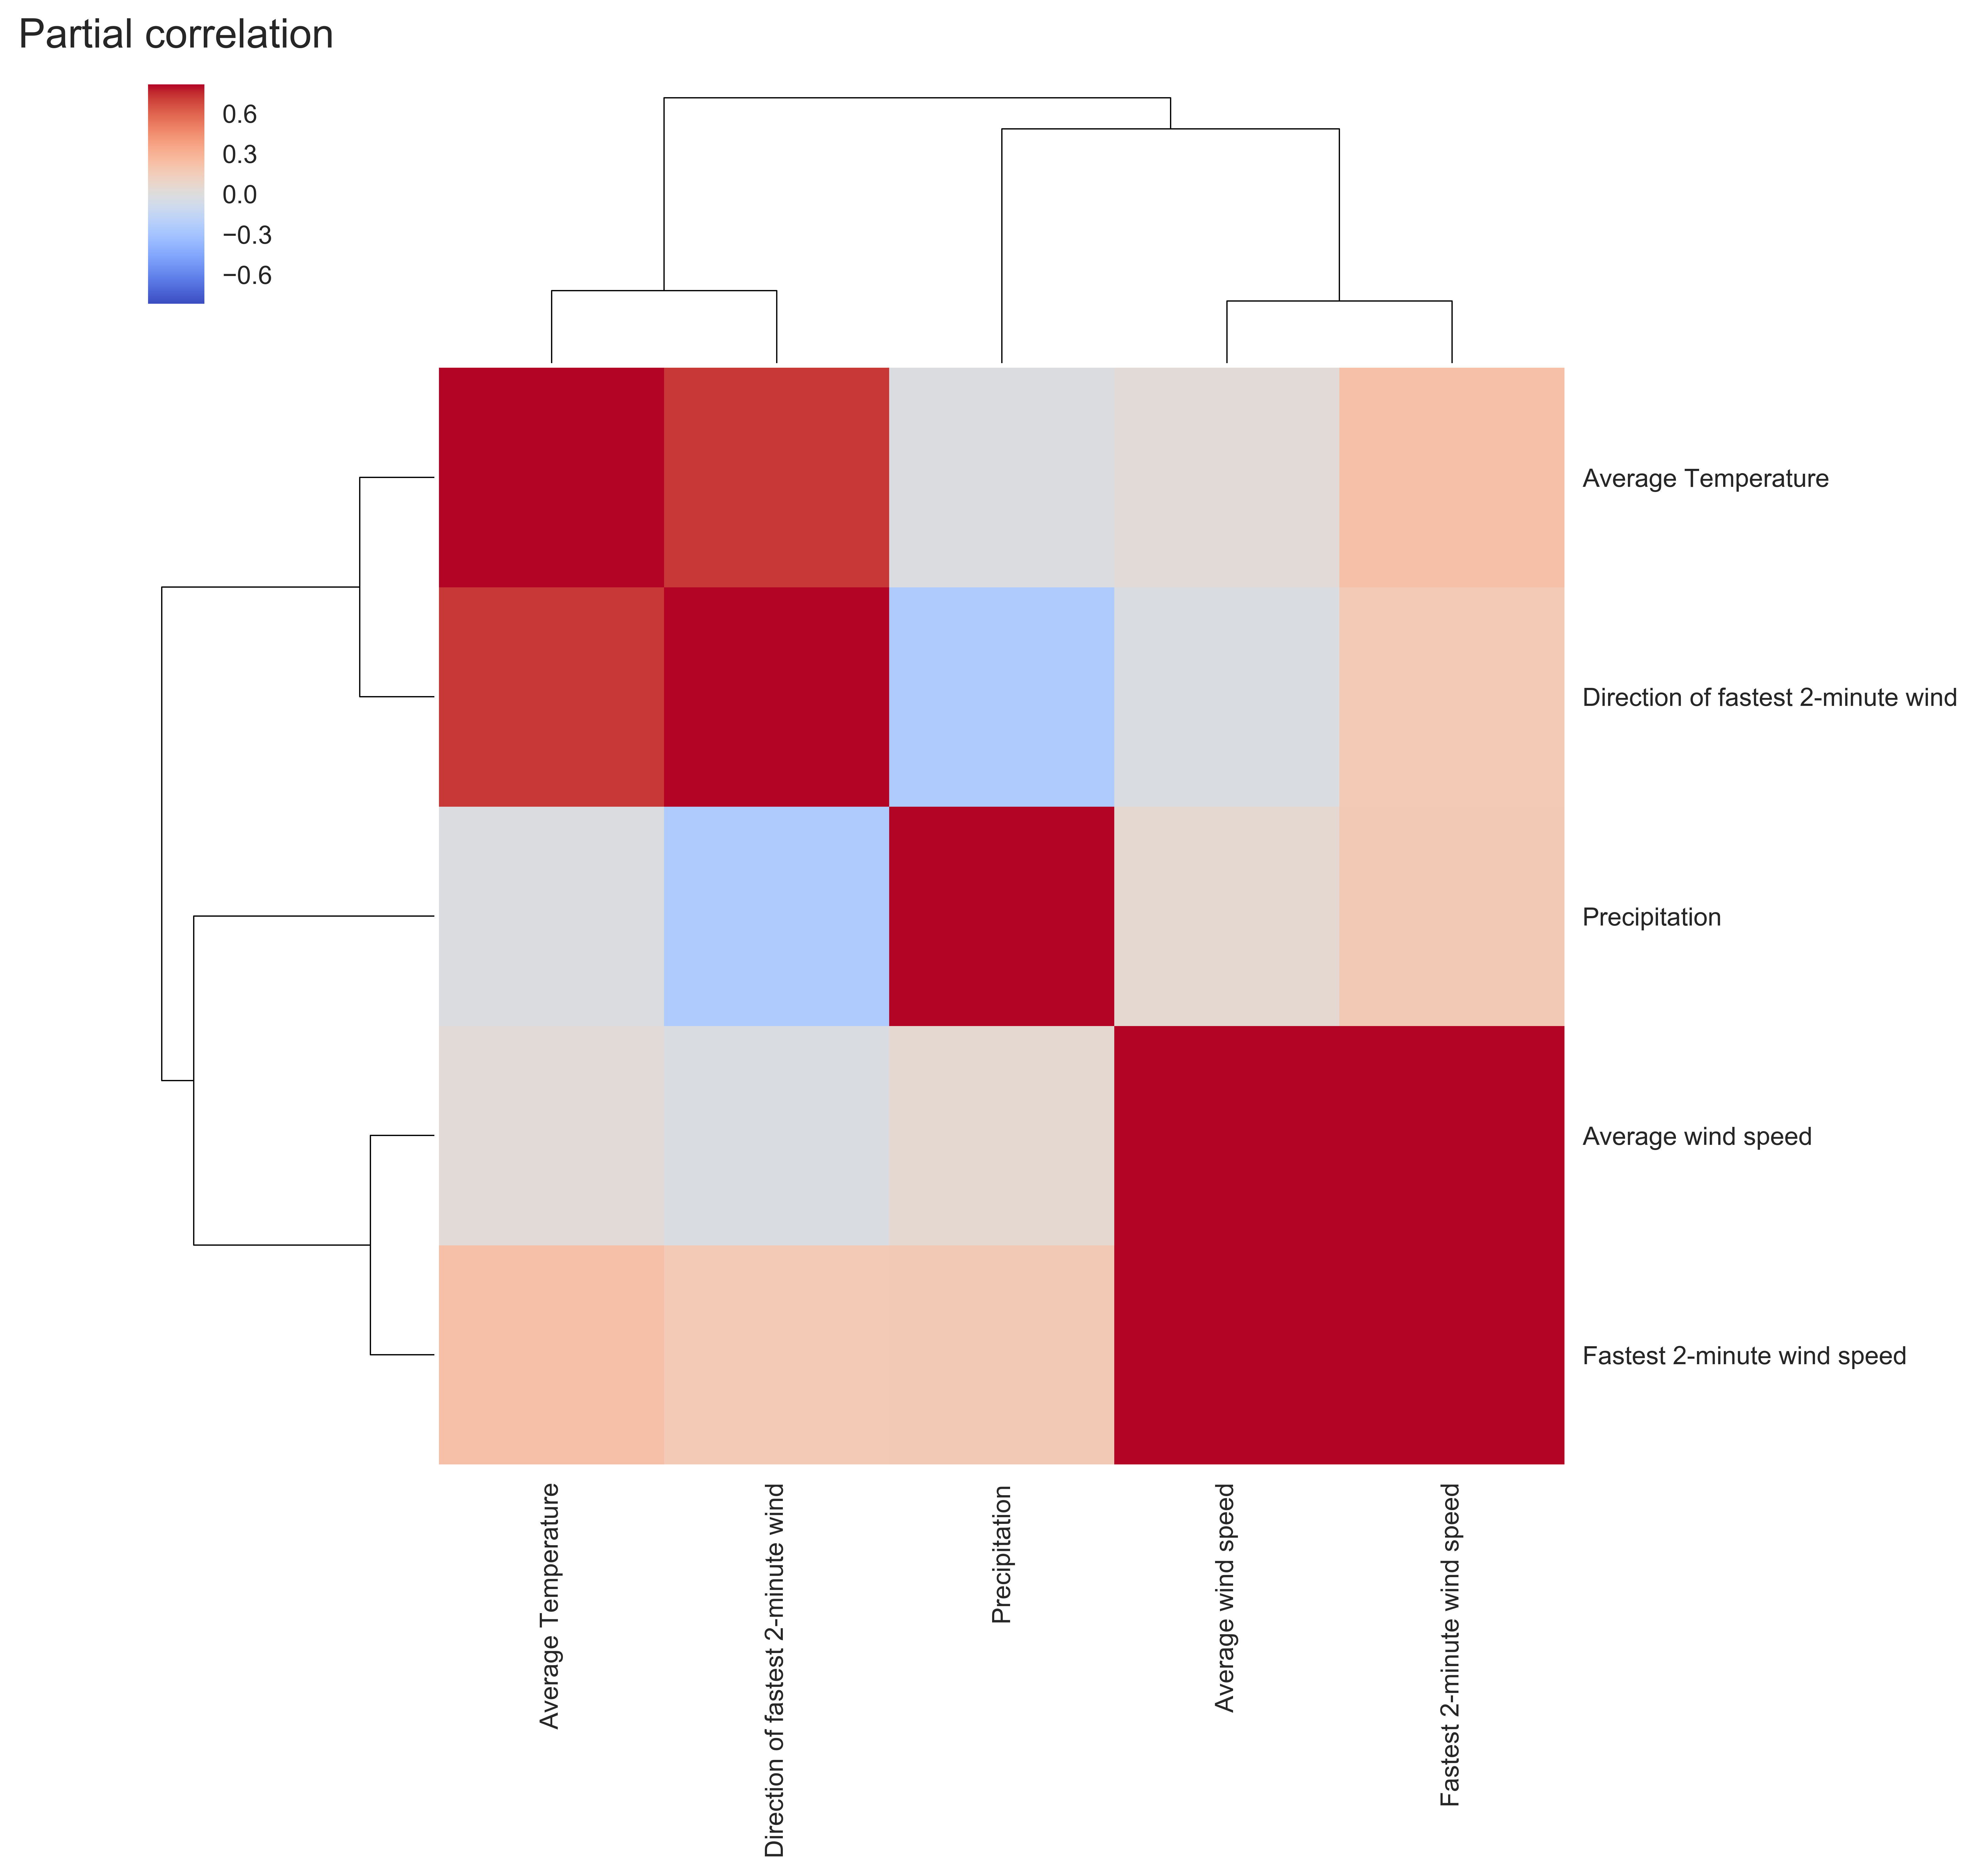 Partial correlation
0.6
0.3
0.0
−0.3
−0.6
Average Temperature
Direction of fastest 2-minute wind
Precipitation
Average wind speed
Fastest 2-minute wind speed
Average Temperature
Direction of fastest 2-minute wind
Precipitation
Average wind speed
Fastest 2-minute wind speed